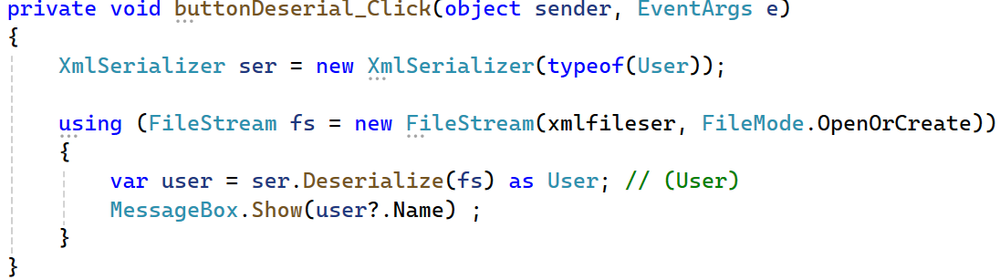 private void buttonDeserial_Click(object sender, EventArgs e)
{
    XmlSerializer ser = new XmlSerializer(typeof(User));
    using (FileStream fs = new FileStream(xmlfileser, FileMode.OpenOrCreate))
    {
        var user = ser.Deserialize(fs) as User; // (User)
        MessageBox.Show(user?.Name) ;
    }
}